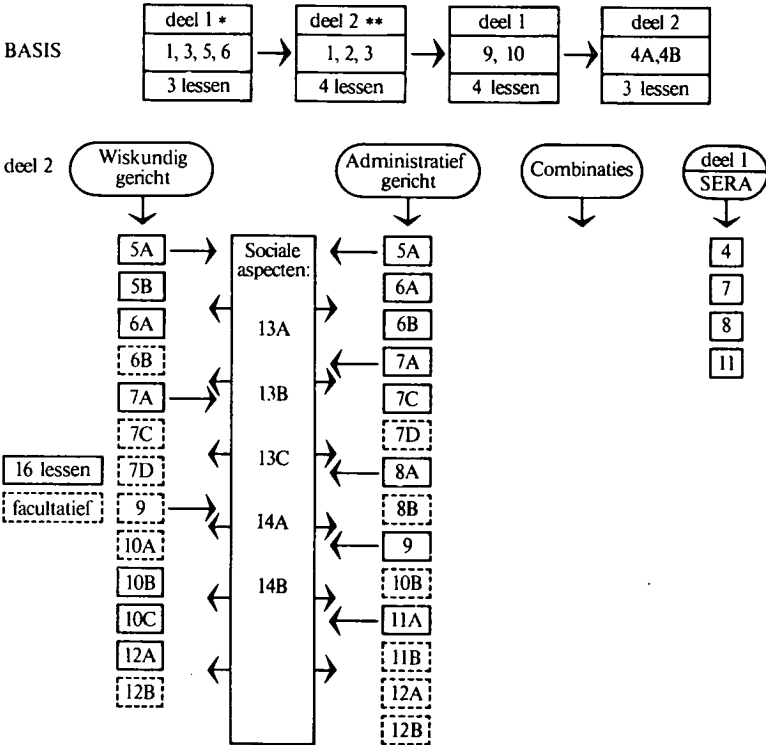 deel 1 *
deel 2 **
deel 1
deel 2
BASIS
1, 3, 5, 6
1, 2, 3
9, 10
4A,4B
3 lessen
4 lessen
4 lessen
3 lessen
deel 2
Wiskundig
gericht
Administratief
gericht
Combinaties
deel 1
SERA
5A
5B
6A
6B
7A
7C
7D
9
10A
10B
10C
12A
12B
16 lessen
facultatief
Sociale
aspecten:
13A
13B
13C
14A
14B
5A
6A
6B
7A
7C
7D
8A
8B
9
10B
11A
11B
12A
12B
4
7
8
11